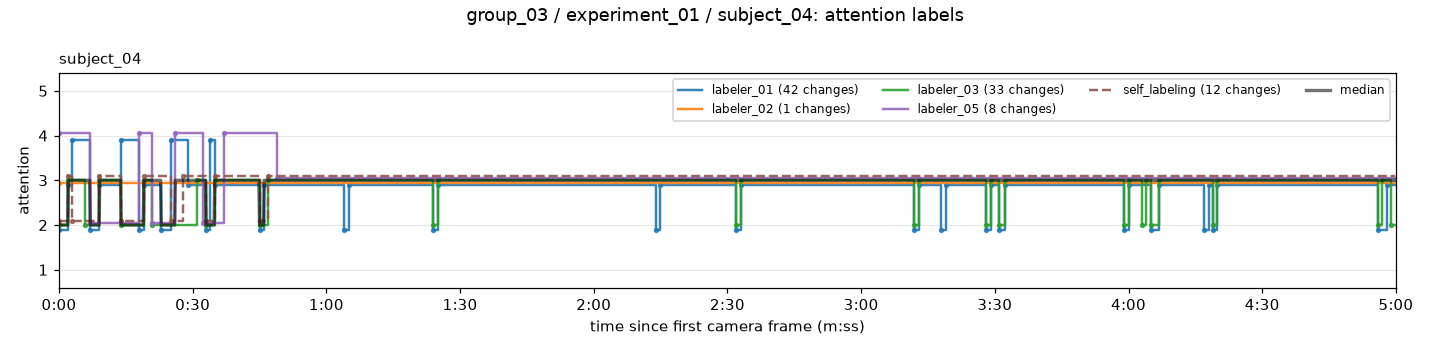 group_03 / experiment_01 / subject_04: attention labels
subject_04
labeler_01 (42 changes)
labeler_02 (1 changes)
labeler_03 (33 changes)
labeler_05 (8 changes)
self_labeling (12 changes)
median
attention
5
4
3
2
1
0:00 0:30 1:00 1:30 2:00 2:30 3:00 3:30 4:00 4:30 5:00
time since first camera frame (m:ss)